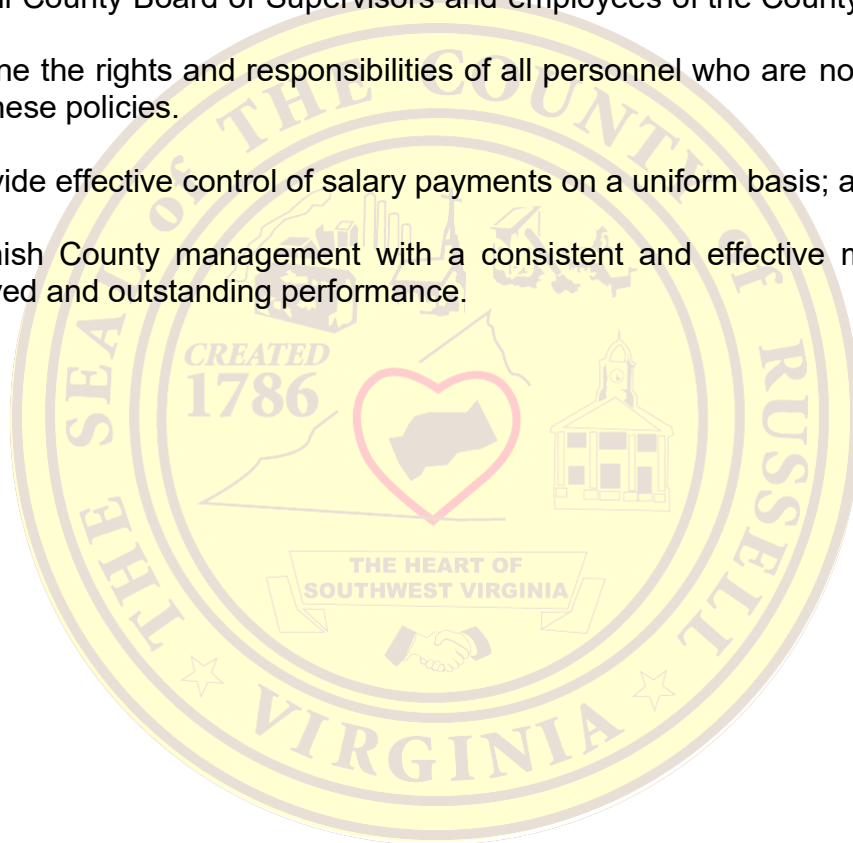 County Board of Supervisors and employees of the County
the rights and responsibilities of all personnel who are no
these policies.
vide effective control of salary payments on a uniform basis; a
nish County management with a consistent and effective
ved and outstanding performance.
THE SEAL OF THE COUNTY OF RUSSELL
CREATED
1786
THE HEART OF
SOUTHWEST VIRGINIA
VIRGINIA